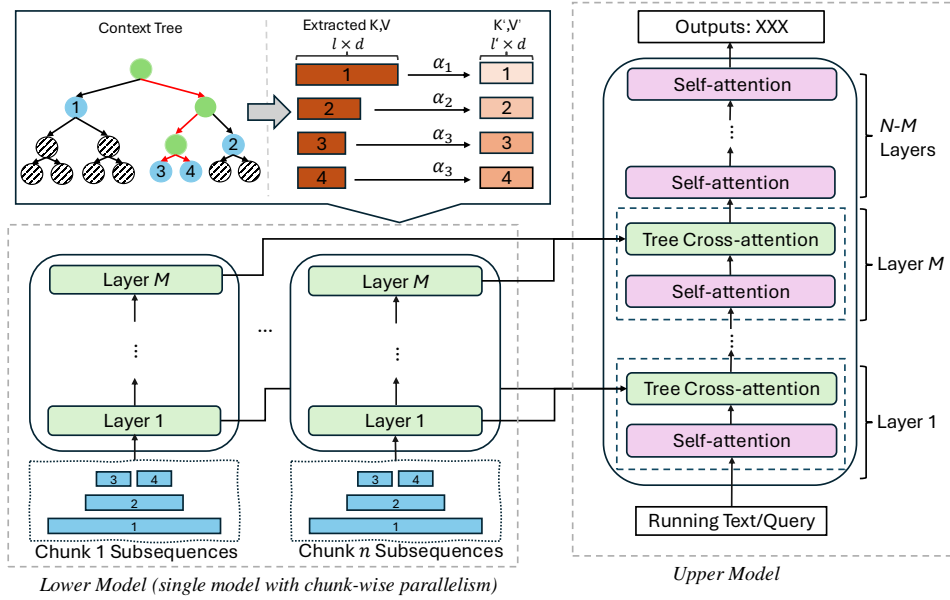 Context Tree
1
2
3 4
Extracted K,V
l × d
K',V'
l' × d
1 α₁ 1
2 α₂ 2
3 α₃ 3
4 α₃ 4
Layer M
⋮
Layer 1
3 4
2
1
Chunk 1 Subsequences
...
Layer M
⋮
Layer 1
3 4
2
1
Chunk n Subsequences
Lower Model (single model with chunk-wise parallelism)
Outputs: XXX
Self-attention
⋮
Self-attention
N-M
Layers
Tree Cross-attention
Self-attention
Layer M
⋮
Tree Cross-attention
Self-attention
Layer 1
Running Text/Query
Upper Model